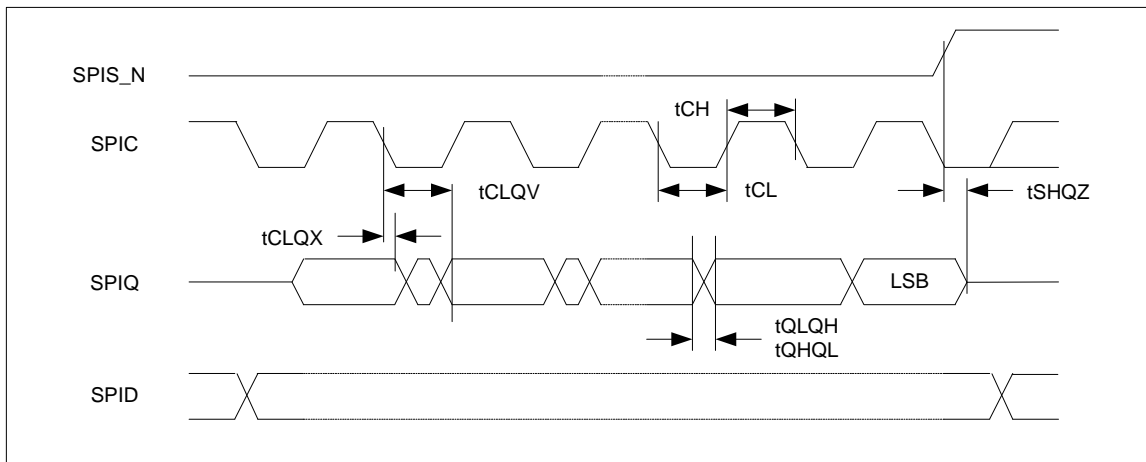 SPIS_N
tCH
SPIC
tCLQV
tCL
tSHQZ
tCLQX
SPIQ
LSB
tQLQH
tQHQL
SPID